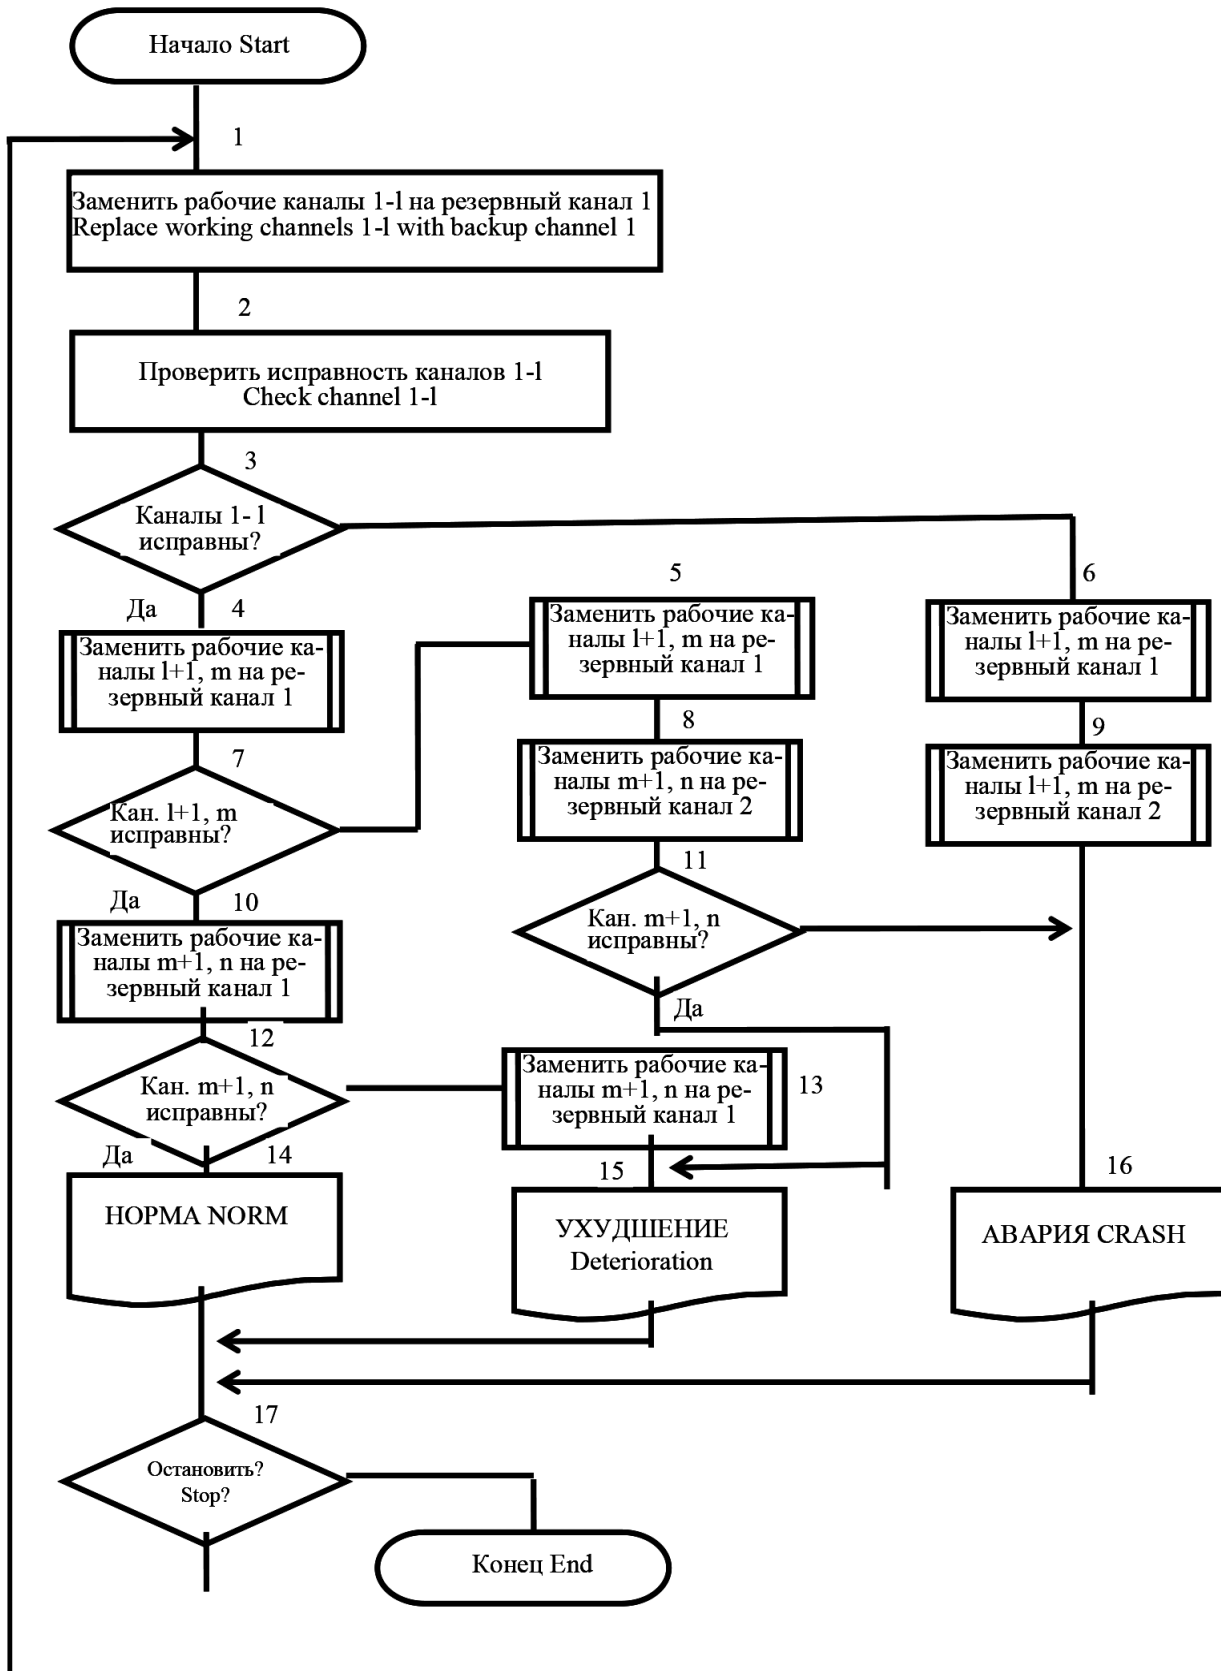 Начало Start
1
Заменить рабочие каналы 1-l на резервный канал 1
Replace working channels 1-l with backup channel 1
2
Проверить исправность каналов 1-l
Check channel 1-l
3
Каналы 1- l
исправны?
Да
4
Заменить рабочие ка-
налы l+1, m на ре-
зервный канал 1
5
Заменить рабочие ка-
налы l+1, m на ре-
зервный канал 1
6
Заменить рабочие ка-
налы l+1, m на ре-
зервный канал 1
7
Кан. l+1, m
исправны?
8
Заменить рабочие ка-
налы m+1, n на ре-
зервный канал 2
9
Заменить рабочие ка-
налы l+1, m на ре-
зервный канал 2
Да
10
Заменить рабочие ка-
налы m+1, n на ре-
зервный канал 1
11
Кан. m+1, n
исправны?
Да
12
Кан. m+1, n
исправны?
Заменить рабочие ка-
налы m+1, n на ре-
зервный канал 1
13
Да
14
НОРМА NORM
15
УХУДШЕНИЕ
Deterioration
16
АВАРИЯ CRASH
17
Остановить?
Stop?
Конец End